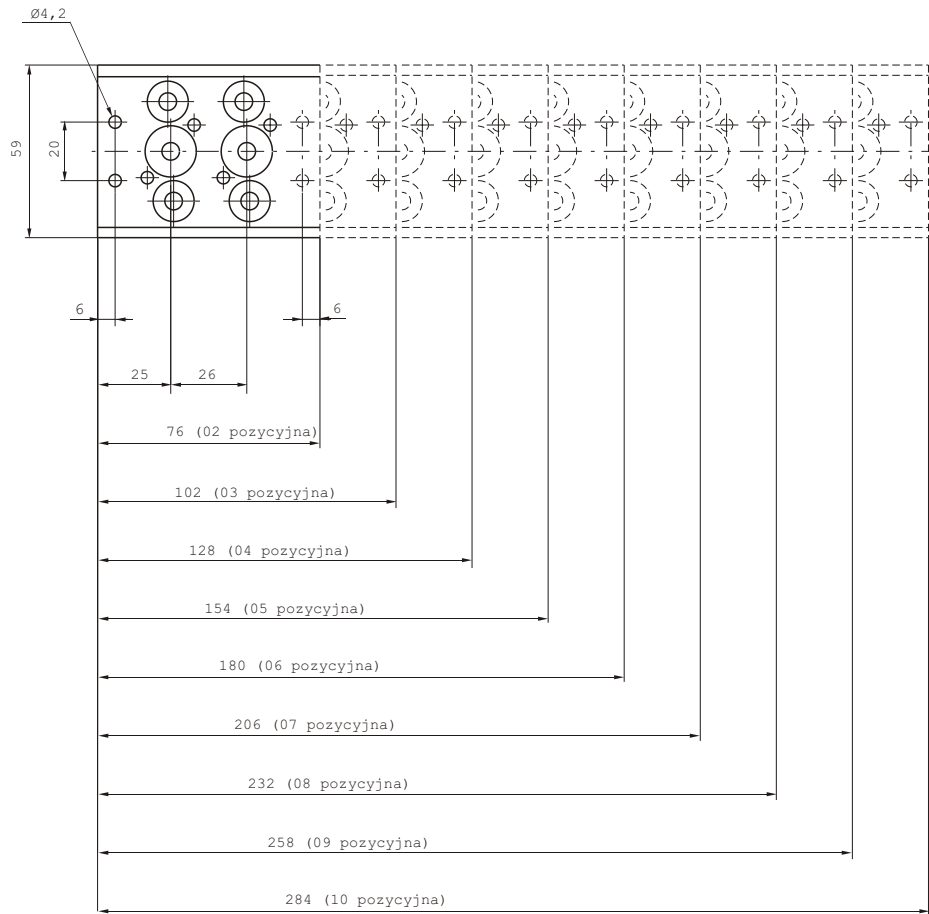 Ø4,2
59
20
6
6
25
26
76 (02 pozycyjna)
102 (03 pozycyjna)
128 (04 pozycyjna)
154 (05 pozycyjna)
180 (06 pozycyjna)
206 (07 pozycyjna)
232 (08 pozycyjna)
258 (09 pozycyjna)
284 (10 pozycyjna)